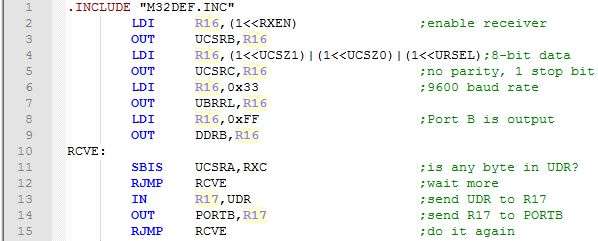 1 .INCLUDE "M32DEF.INC"
2 LDI R16,(1<<RXEN) ;enable receiver
3 OUT UCSRB,R16
4 LDI R16,(1<<UCSZ1)|(1<<UCSZ0)|(1<<URSEL);8-bit data
5 OUT UCSRC,R16 ;no parity, 1 stop bit
6 LDI R16,0x33 ;9600 baud rate
7 OUT UBRRL,R16
8 LDI R16,0xFF ;Port B is output
9 OUT DDRB,R16
10 RCVE:
11 SBIS UCSRA,RXC ;is any byte in UDR?
12 RJMP RCVE ;wait more
13 IN R17,UDR ;send UDR to R17
14 OUT PORTB,R17 ;send R17 to PORTB
15 RJMP RCVE ;do it again